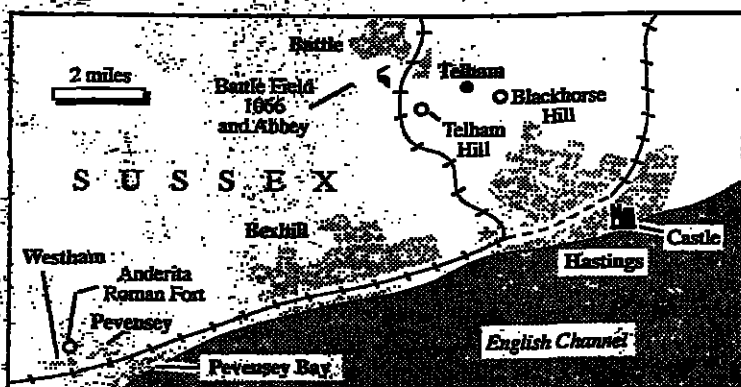 Battle
2 miles
Telham
Battle Field
1066
and Abbey
Blackhorse
Hill
Telham
Hill
SUSSEX
Bexhill
Westham
Castle
Anderita
Roman Fort
Hastings
Pevensey
English Channel
Pevensey Bay